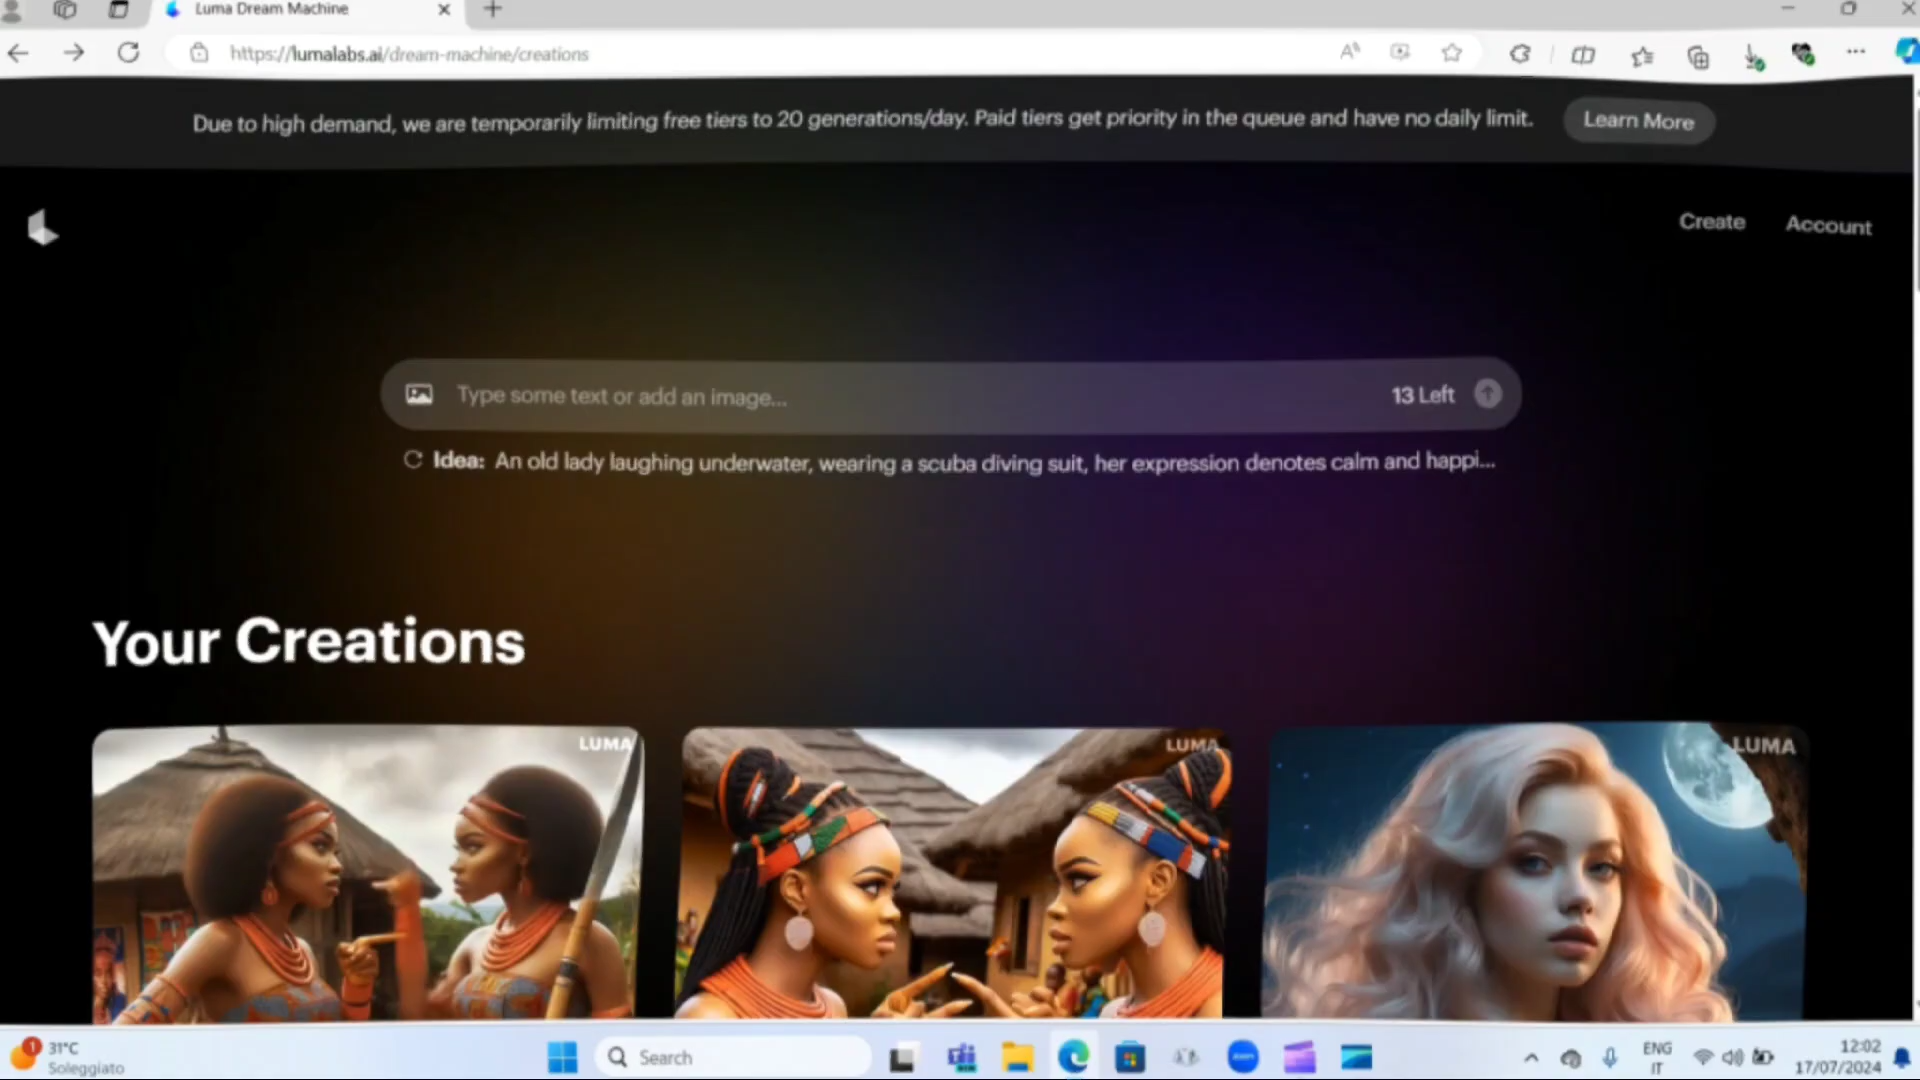 Luma Dream Machine
https://lumalabs.ai/dream-machine/creations
Due to high demand, we are temporarily limiting free tiers to 20 generations/day. Paid tiers get priority in the queue and have no daily limit.
Learn More
Create
Account
Type some text or add an image...
13 Left
Idea: An old lady laughing underwater, wearing a scuba diving suit, her expression denotes calm and happi...
Your Creations
LUMA
LUMA
LUMA
1
31°C
Soleggiato
Search
zoom
ENG
IT
12:02
17/07/2024